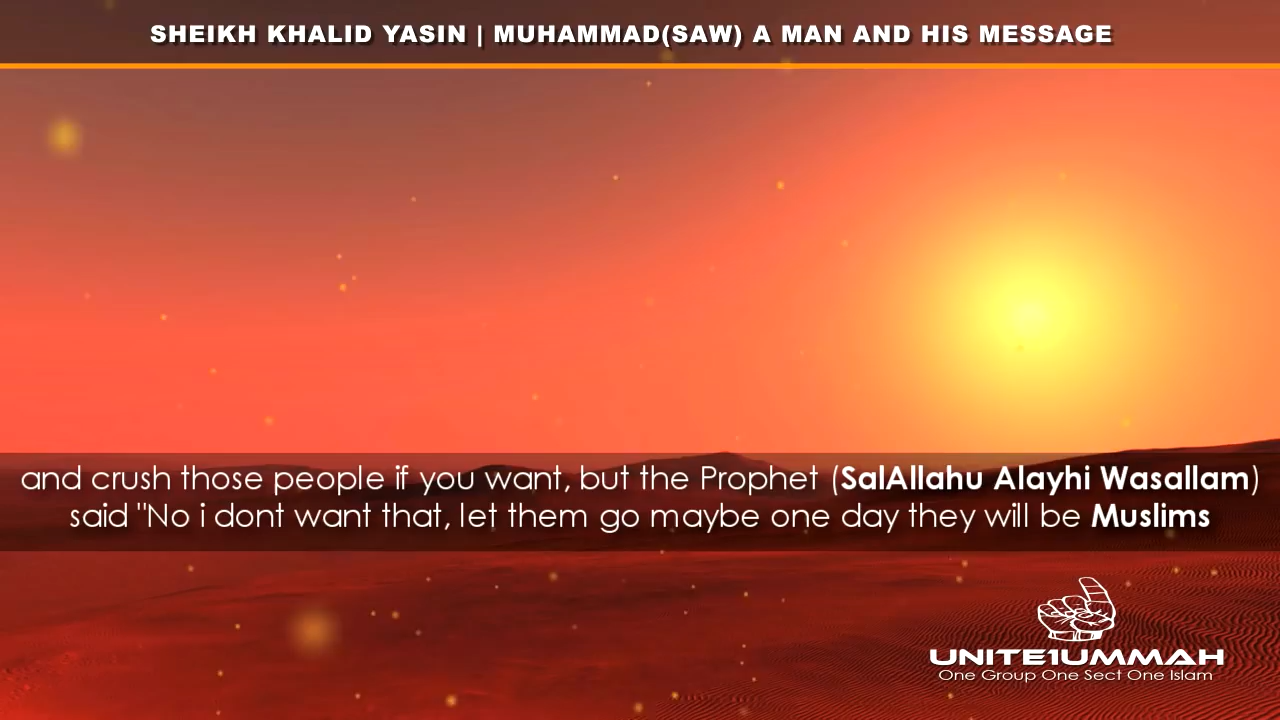 SHEIKH KHALID YASIN | MUHAMMAD(SAW) A MAN AND HIS MESSAGE
and crush those people if you want, but the Prophet (SalAllahu Alayhi Wasallam)
said "No i dont want that, let them go maybe one day they will be Muslims
UNITE1UMMAH
One Group One Sect One Islam